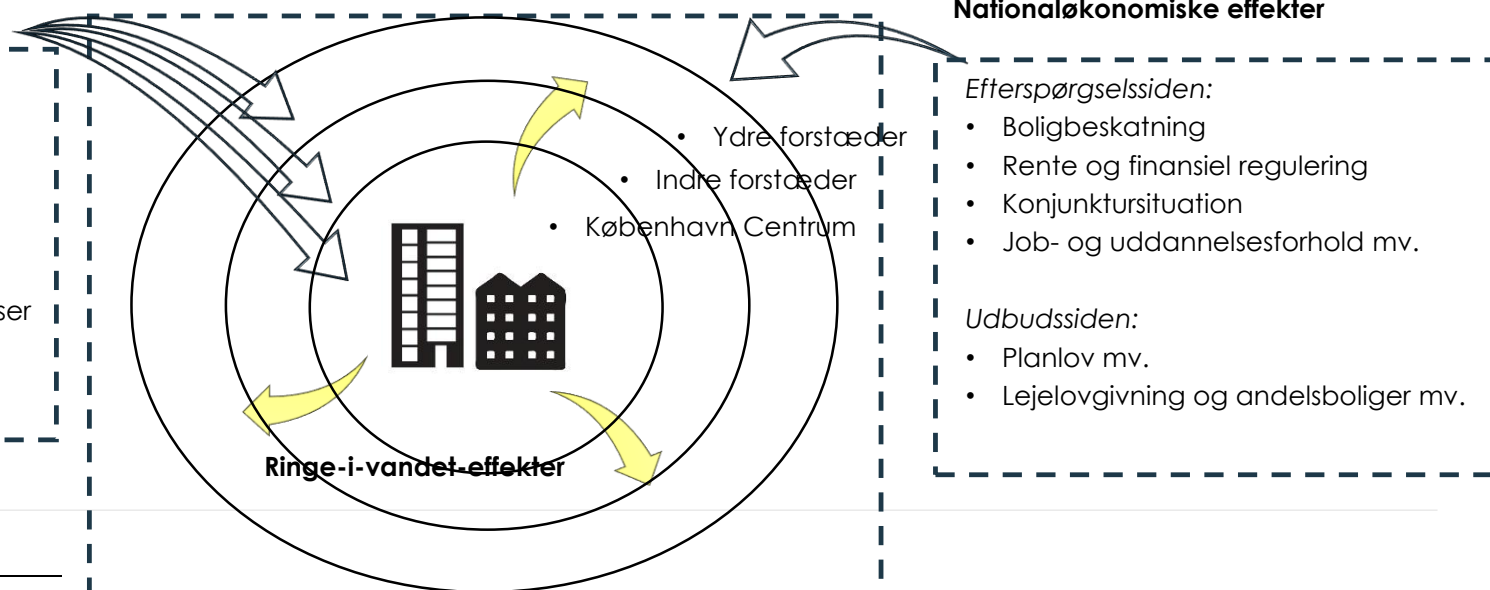 Nationaløkonomiske effekter
Efterspørgselssiden:
• Boligbeskatning
• Rente og finansiel regulering
• Konjunktursituation
• Job- og uddannelsesforhold mv.
Udbudssiden:
• Planlov mv.
• Lejelovgivning og andelsboliger mv.
• Ydre forstæder
• Indre forstæder
• København Centrum
Ringe-i-vandet-effekter